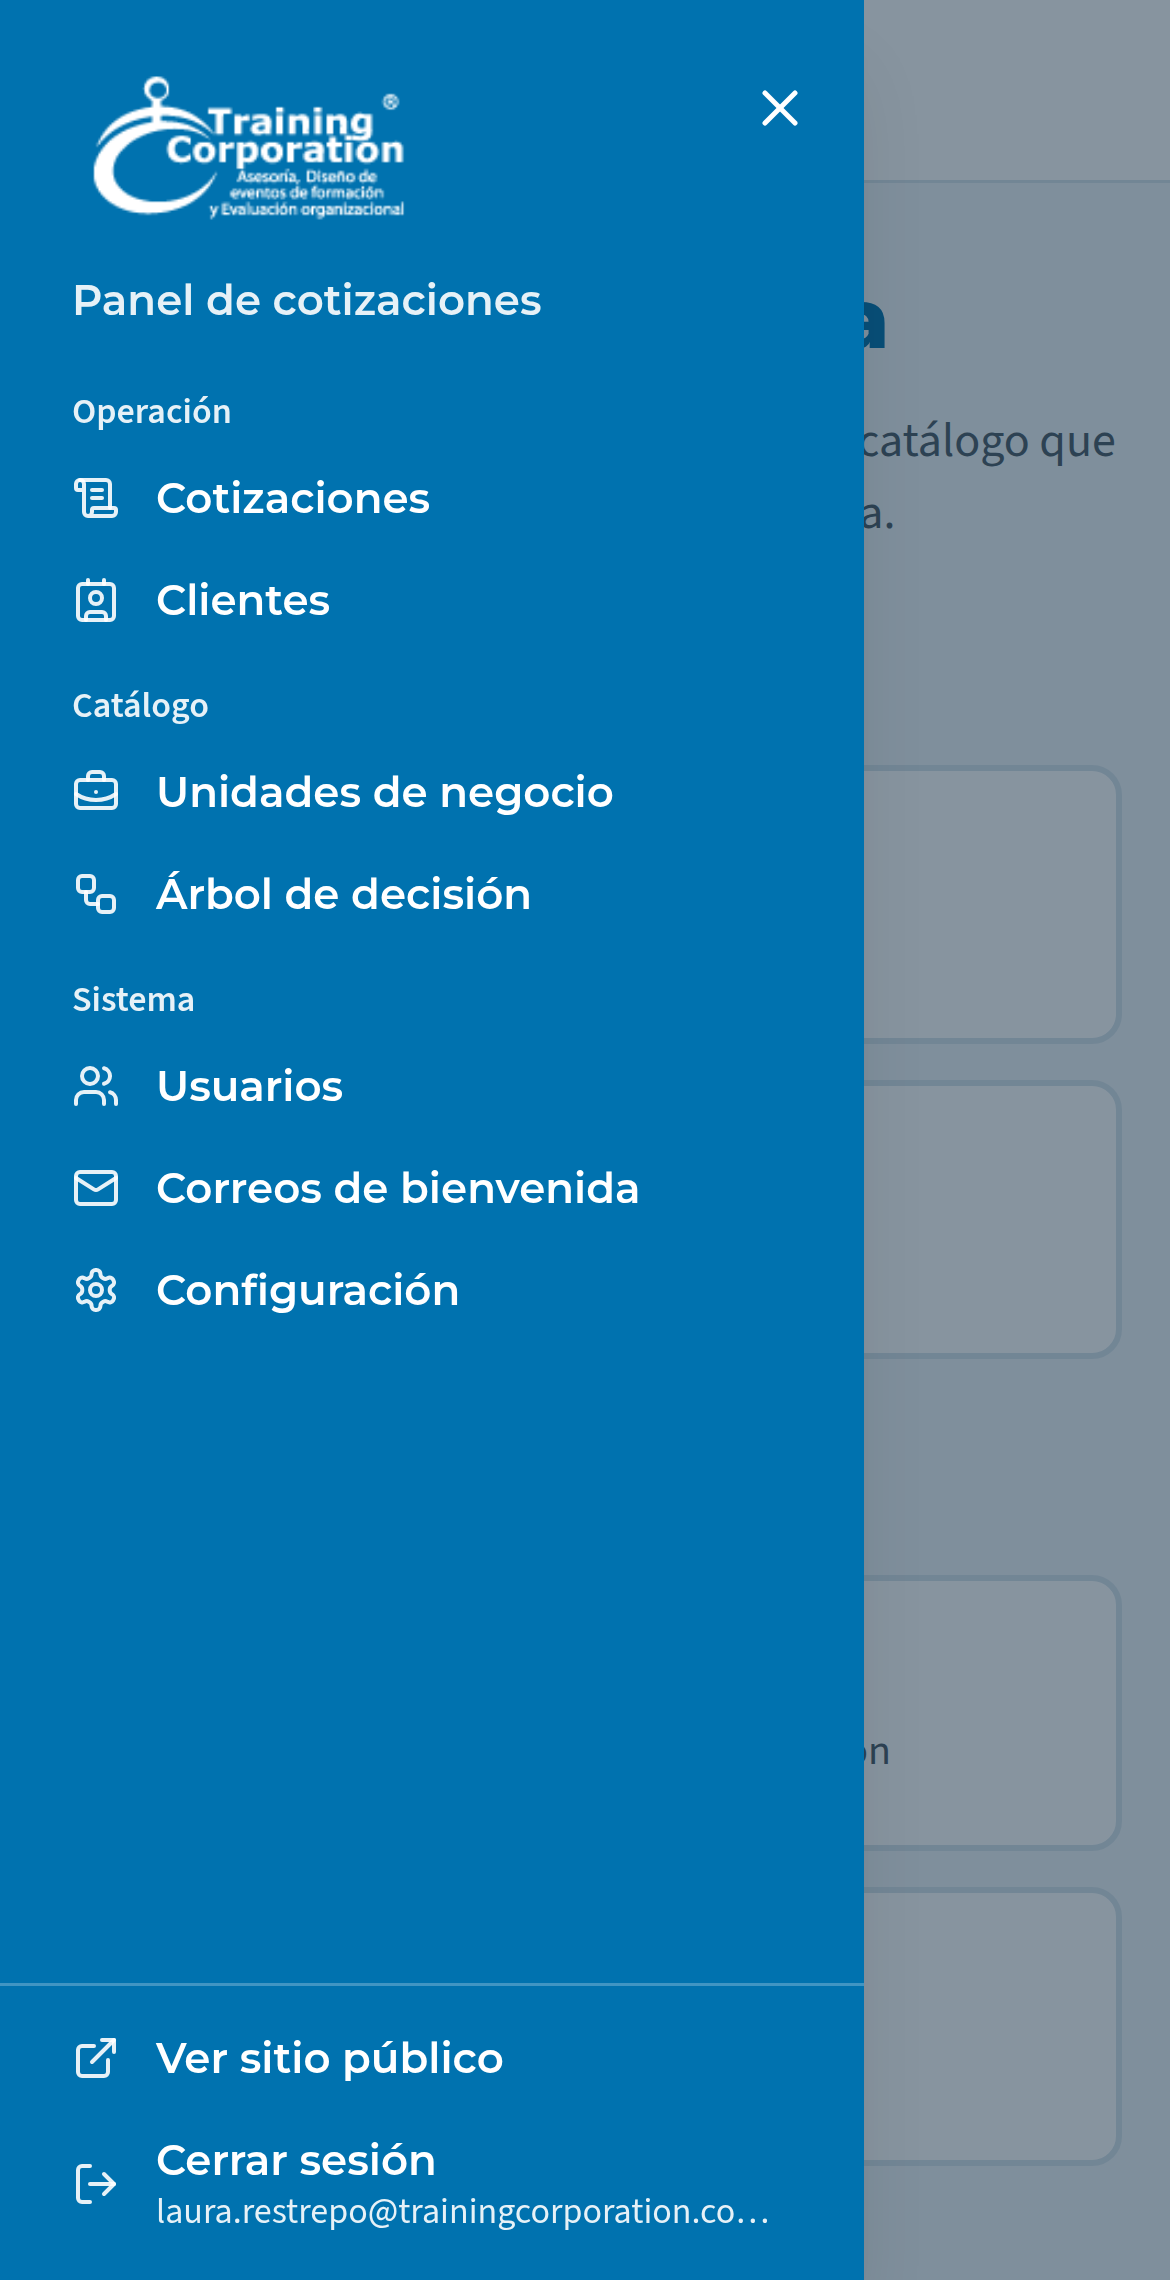 Training ®
Corporation
Asesoría, Diseño de
eventos de formación
y Evaluación organizacional
Panel de cotizaciones
Operación
Cotizaciones
Clientes
Catálogo
Unidades de negocio
Árbol de decisión
Sistema
Usuarios
Correos de bienvenida
Configuración
Ver sitio público
Cerrar sesión
laura.restrepo@trainingcorporation.co...
catálogo que
a.